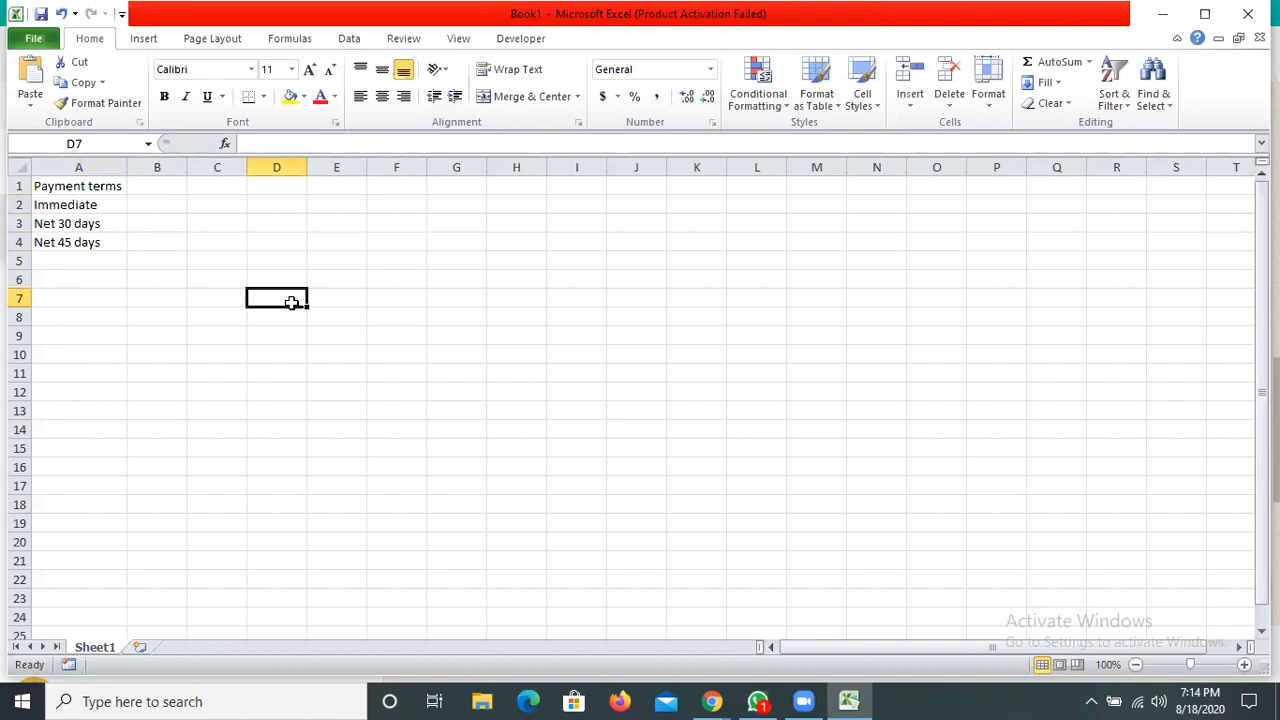 Book1 - Microsoft Excel (Product Activation Failed)
File Home Insert Page Layout Formulas Data Review View Developer
Cut
Copy
Format Painter
Paste
Calibri 11
Wrap Text
Merge & Center
General
$ % ,
Conditional Formatting
Format as Table
Cell Styles
Insert Delete Format
AutoSum
Fill
Clear
Sort & Filter
Find & Select
Clipboard Font Alignment Number Styles Cells Editing
D7 fx
A B C D E F G H I J K L M N O P Q R S T
1 Payment terms
2 Immediate
3 Net 30 days
4 Net 45 days
5
6
7
8
9
10
11
12
13
14
15
16
17
18
19
20
21
22
23
24
25
Activate Windows
Go to Settings to activate Windows.
Sheet1
Ready 100%
Type here to search
1
7:14 PM
8/18/2020